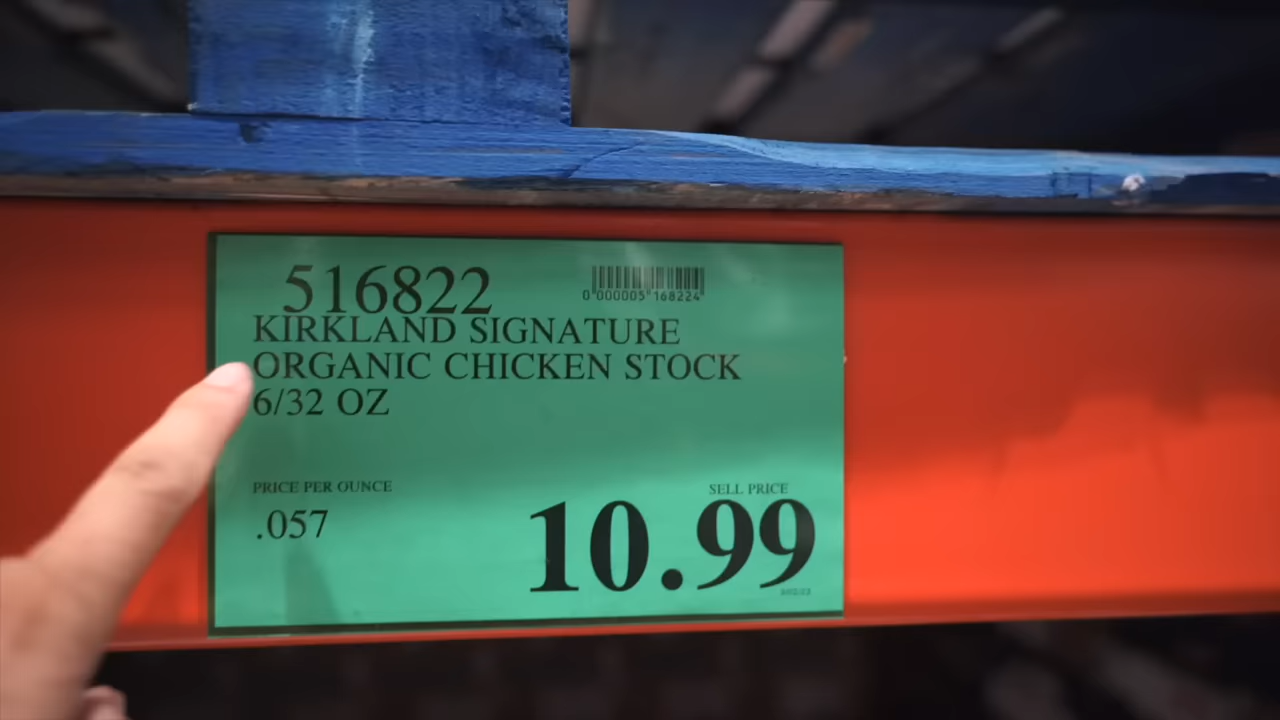 516822
0 000005 168224
KIRKLAND SIGNATURE
ORGANIC CHICKEN STOCK
6/32 OZ
PRICE PER OUNCE
SELL PRICE
.057
10.99